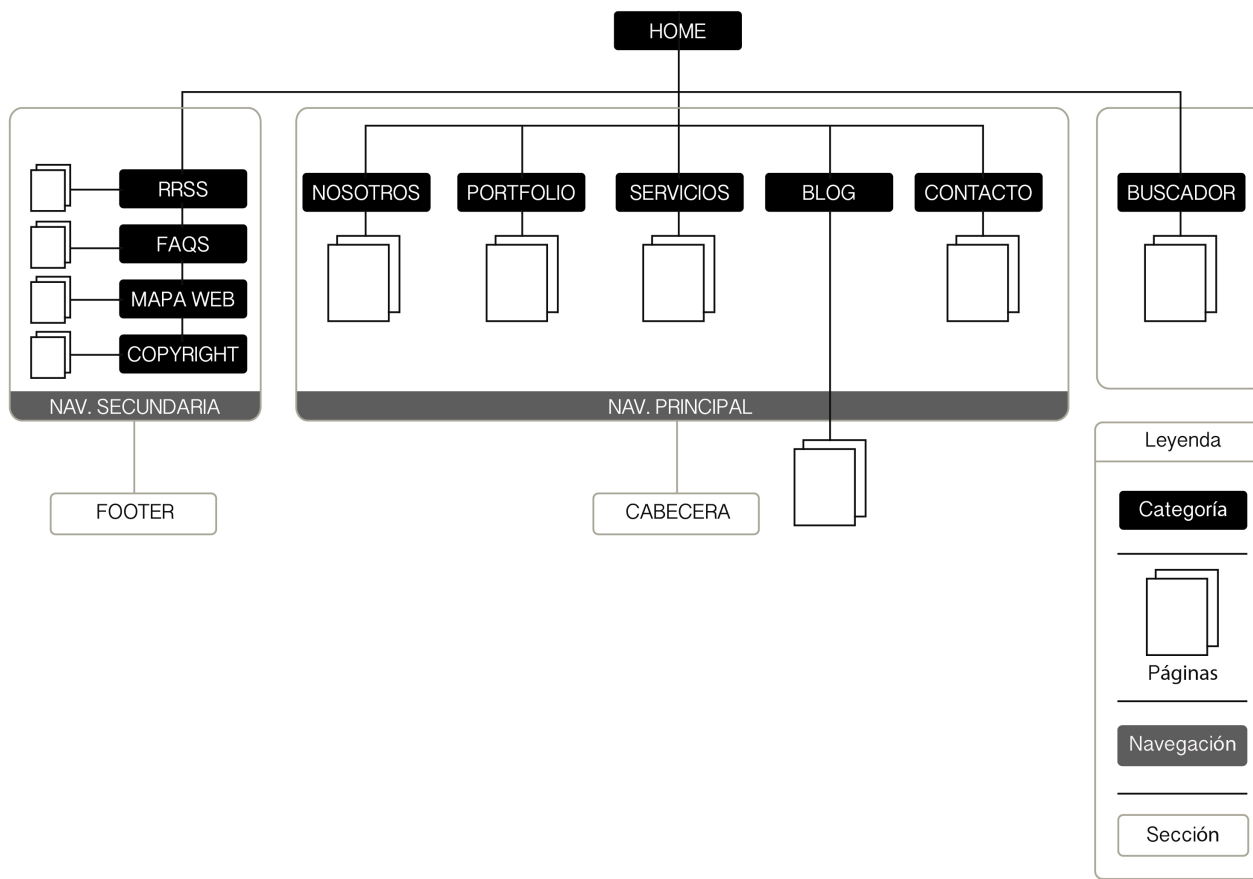 HOME
RRSS
FAQS
MAPA WEB
COPYRIGHT
NAV. SECUNDARIA
FOOTER
NOSOTROS
PORTFOLIO
SERVICIOS
BLOG
CONTACTO
NAV. PRINCIPAL
CABECERA
BUSCADOR
Leyenda
Categoría
Páginas
Navegación
Sección